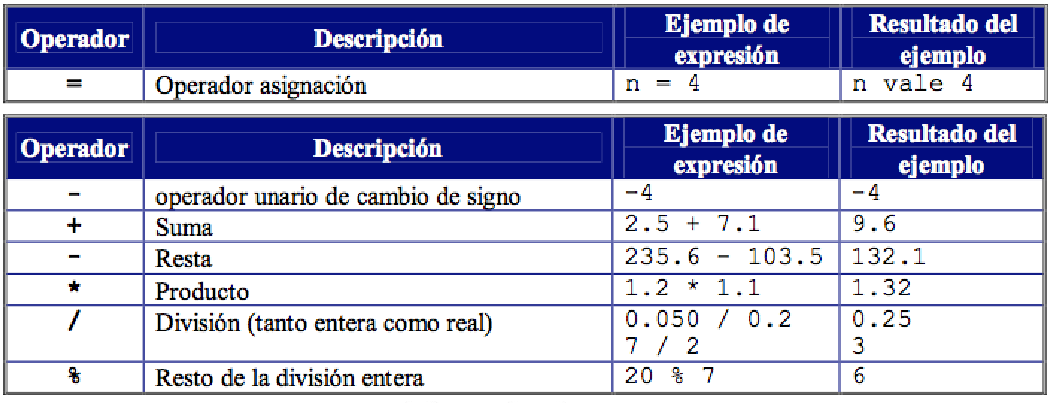 Operador Descripción Ejemplo de expresión Resultado del ejemplo
= Operador asignación n = 4 n vale 4
Operador Descripción Ejemplo de expresión Resultado del ejemplo
- operador unario de cambio de signo -4 -4
+ Suma 2.5 + 7.1 9.6
- Resta 235.6 - 103.5 132.1
* Producto 1.2 * 1.1 1.32
/ División (tanto entera como real) 0.050 / 0.2 0.25
7 / 2 3
% Resto de la división entera 20 % 7 6